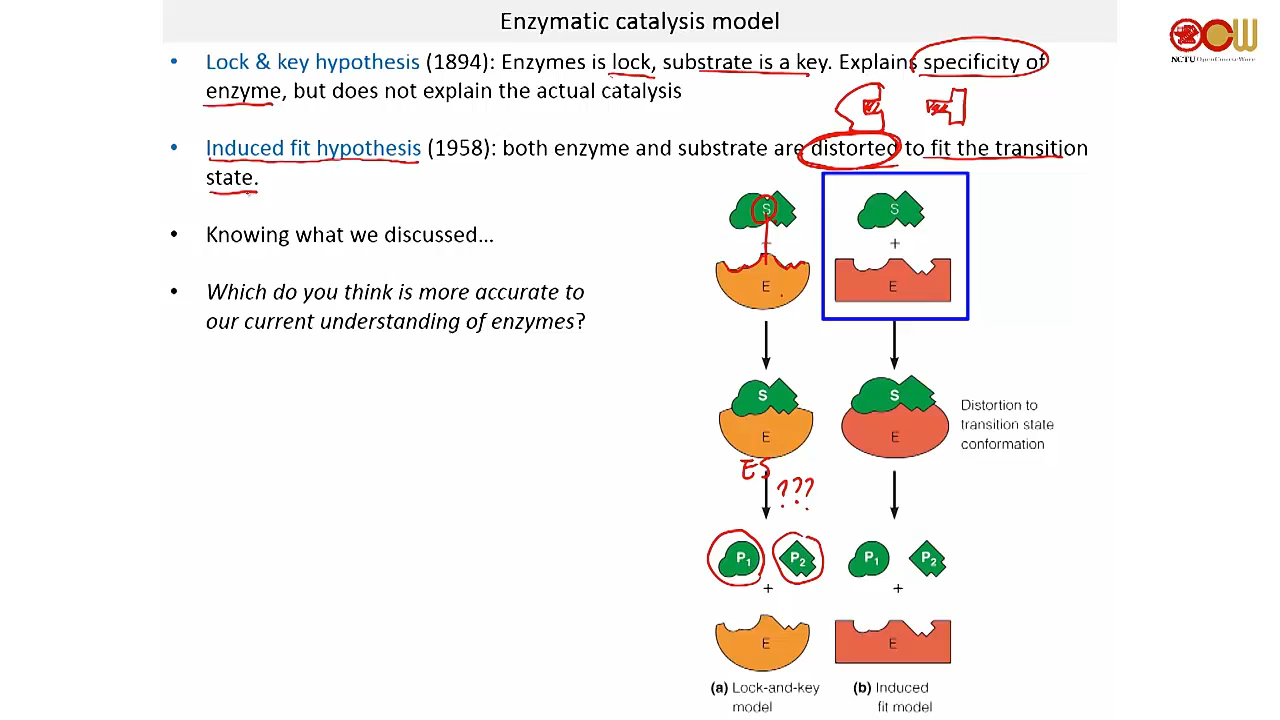 Enzymatic catalysis model
NCTU OpenCourseWare
• Lock & key hypothesis (1894): Enzymes is lock, substrate is a key. Explains specificity of
enzyme, but does not explain the actual catalysis
• Induced fit hypothesis (1958): both enzyme and substrate are distorted to fit the transition
state.
• Knowing what we discussed…
• Which do you think is more accurate to
our current understanding of enzymes?
S
+
E
S
E
ES
???
P1
P2
+
E
(a) Lock-and-key
model
S
+
E
S
E
Distortion to
transition state
conformation
P1
P2
+
E
(b) Induced
fit model